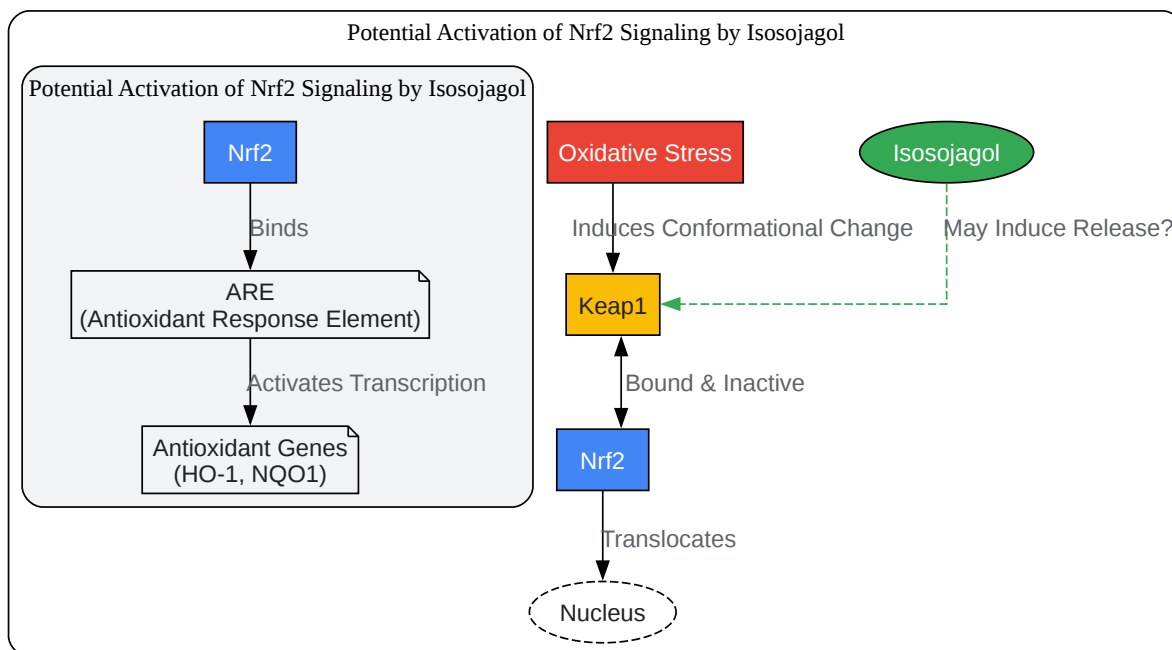 Potential Activation of Nrf2 Signaling by Isosojagol
Potential Activation of Nrf2 Signaling by Isosojagol
Nrf2
Binds
ARE
(Antioxidant Response Element)
Activates Transcription
Antioxidant Genes
(HO-1, NQO1)
Oxidative Stress
Induces Conformational Change
Isosojagol
May Induce Release?
Keap1
Bound & Inactive
Nrf2
Translocates
Nucleus